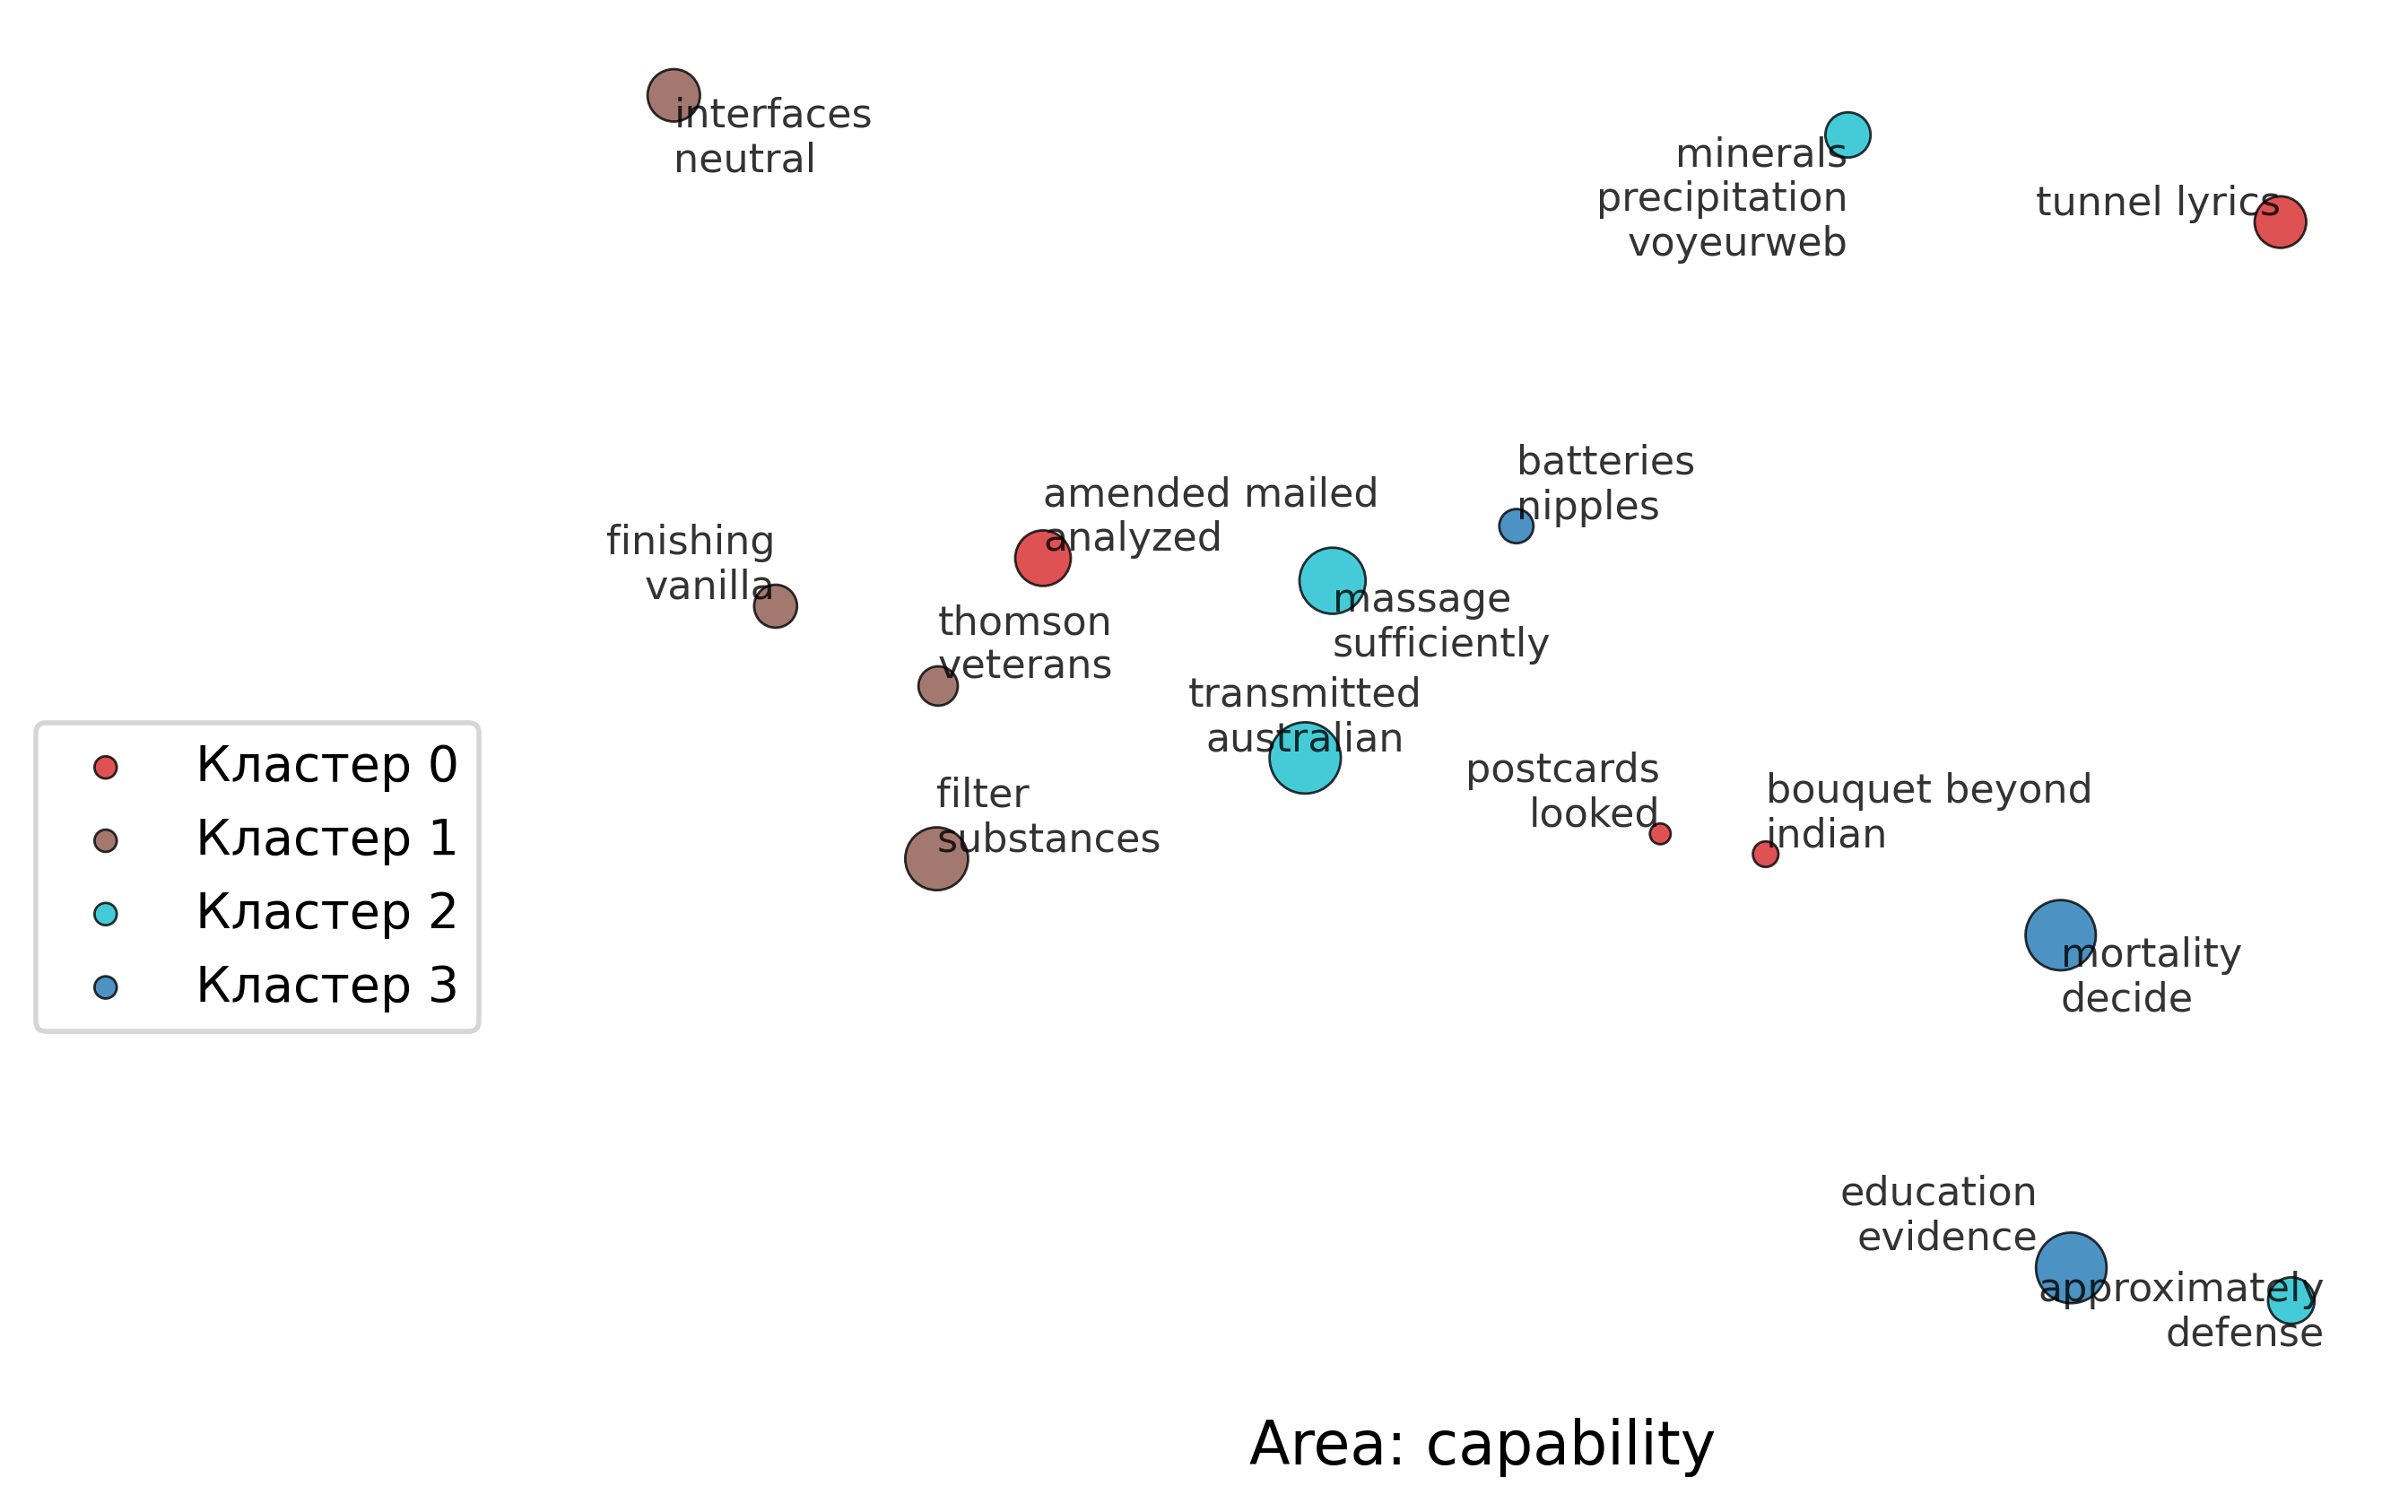 interfaces
neutral
minerals
precipitation
voyeurweb
tunnel lyrics
batteries
nipples
amended mailed
analyzed
finishing
vanilla
massage
sufficiently
thomson
veterans
transmitted
australian
postcards
looked
bouquet beyond
indian
filter
substances
Кластер 0
Кластер 1
Кластер 2
Кластер 3
mortality
decide
education
evidence
approximately
defense
Area: capability